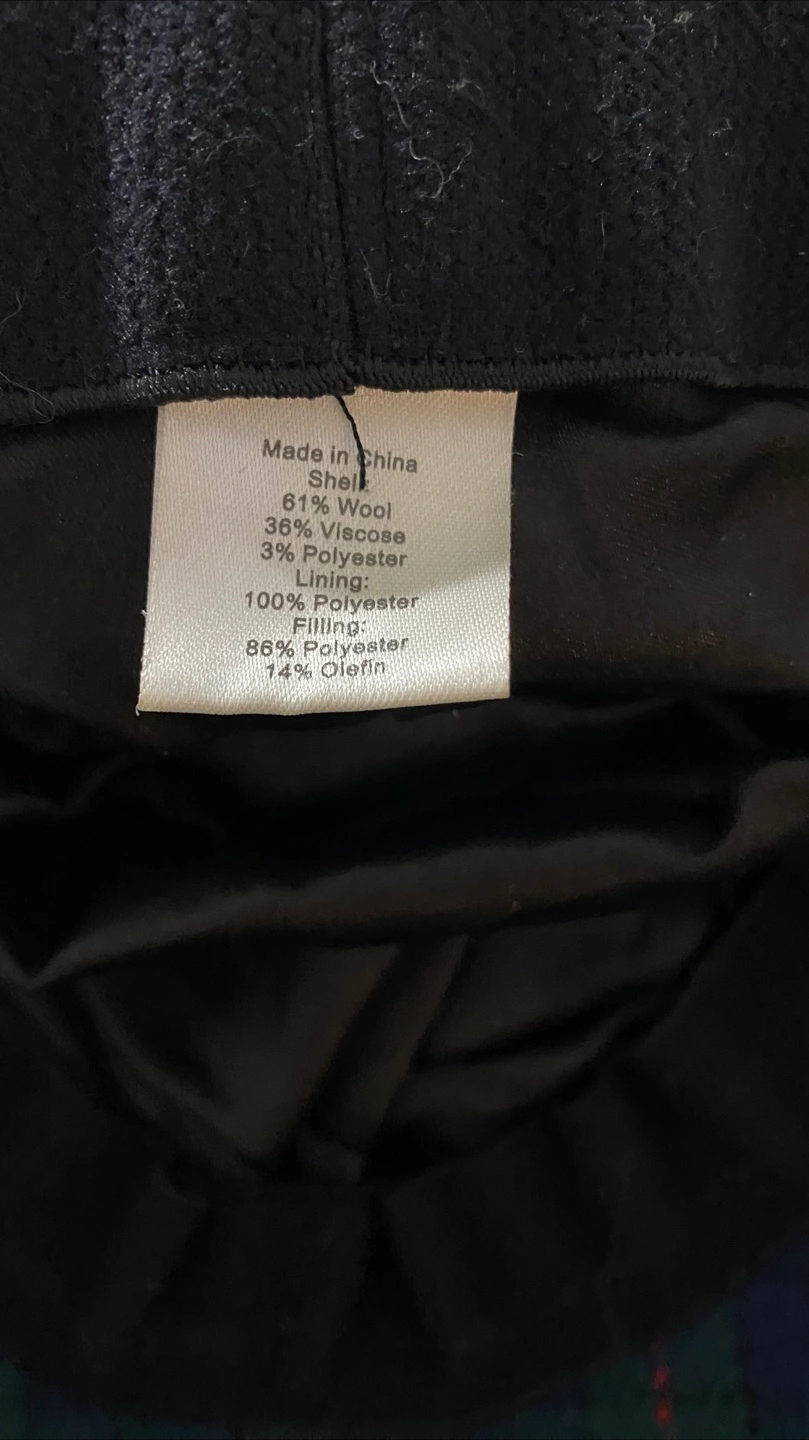 Made in China
Shell:
61% Wool
36% Viscose
3% Polyester
Lining:
100% Polyester
Filling:
86% Polyester
14% Olefin